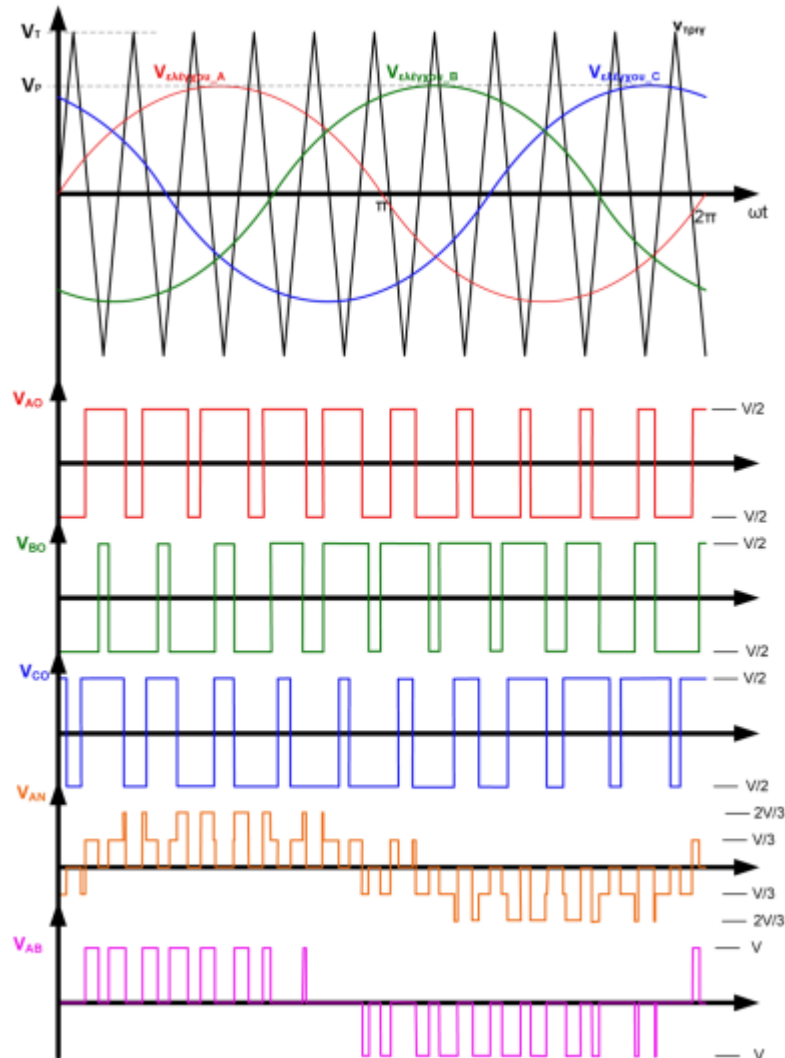 V_T
V_τριγ
V_ελέγχου_A
V_ελέγχου_B
V_ελέγχου_C
V_P
π
2π
ωt
V_AO
V/2
V/2
V_BO
V/2
V/2
V_CO
V/2
V/2
V_AN
2V/3
V/3
V/3
2V/3
V_AB
V
V